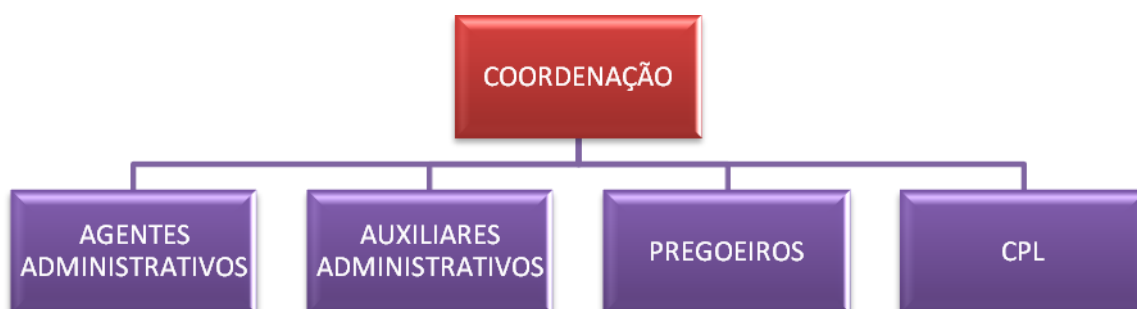 COORDENAÇÃO
AGENTES
ADMINISTRATIVOS
AUXILIARES
ADMINISTRATIVOS
PREGOEIROS
CPL